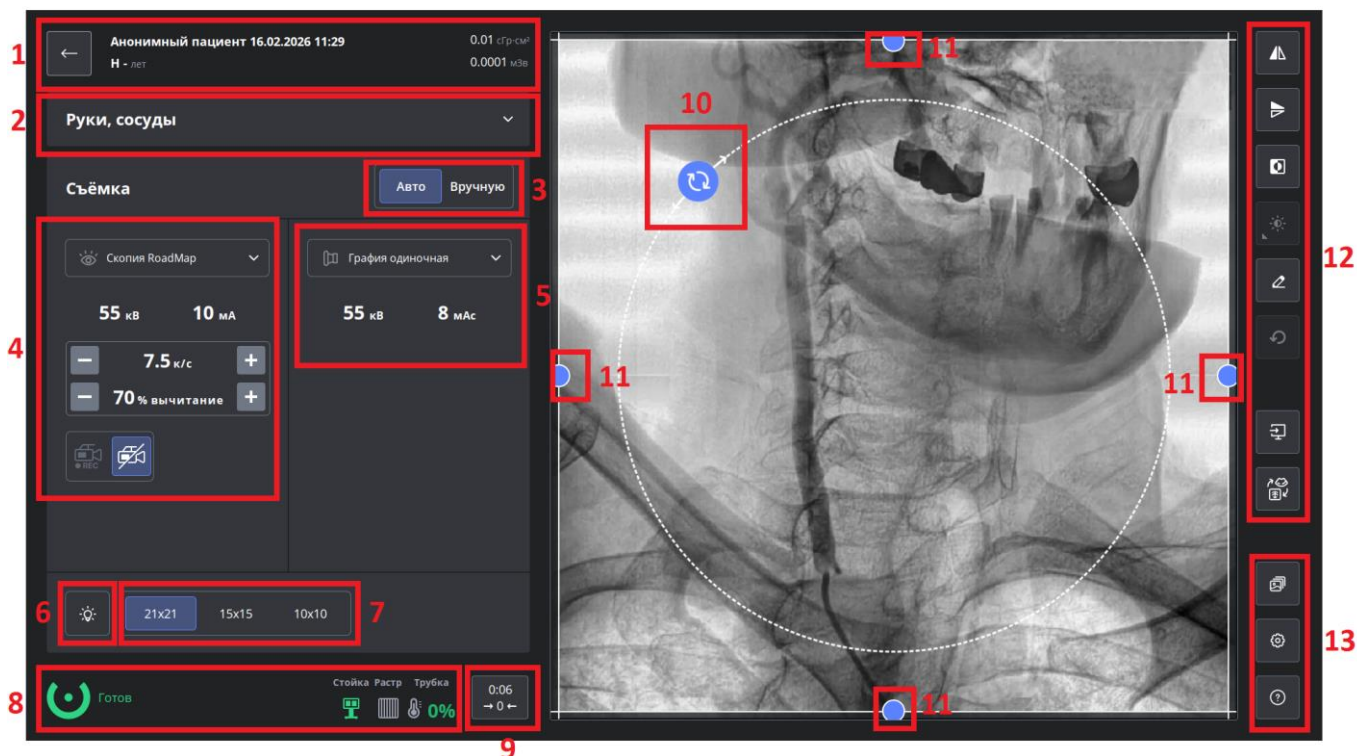 1
Анонимный пациент 16.02.2026 11:29
Н - лет
0.01 сГр·см²
0.0001 мЗв
2
Руки, сосуды
Съёмка
Авто
Вручную
3
4
Скопия RoadMap
55 кВ
10 мА
7.5 к/с
70 % вычитание
REC
5
Графия одиночная
55 кВ
8 мАс
6
21x21
15x15
10x10
7
8
Готов
Стойка
Растр
Трубка
0%
0:06
→ 0 ←
9
10
11
11
11
11
12
13